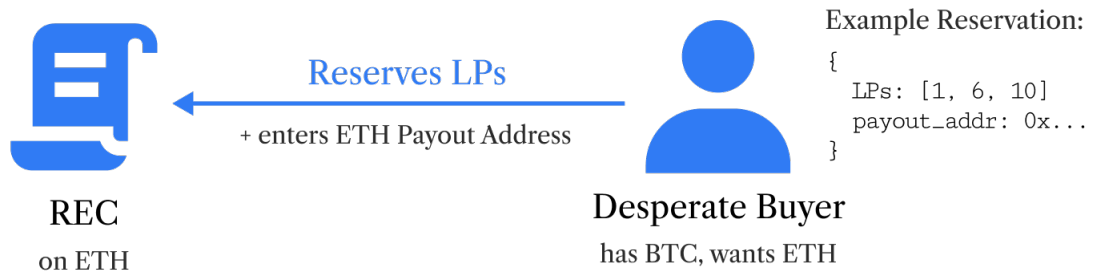 Example Reservation:
{
LPs: [1, 6, 10]
payout_addr: 0x...
}
Reserves LPs
+ enters ETH Payout Address
REC
on ETH
Desperate Buyer
has BTC, wants ETH